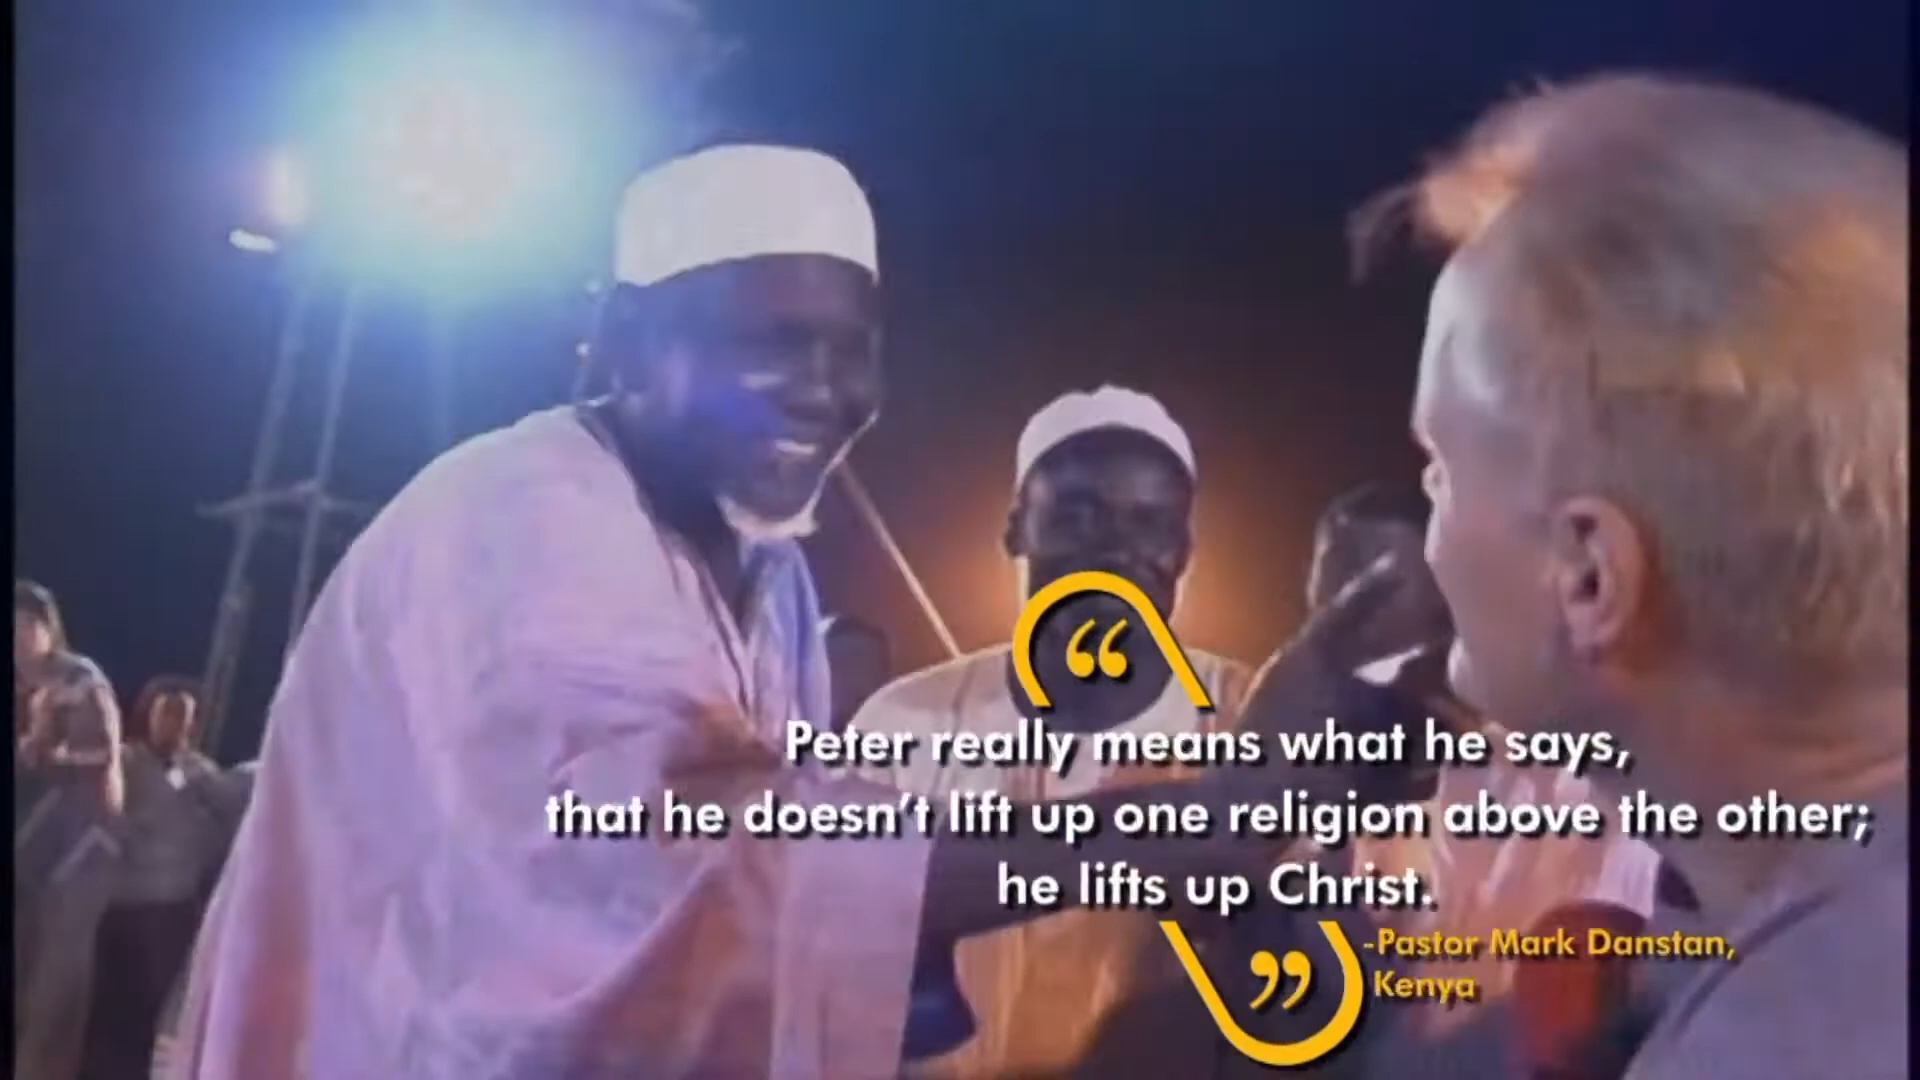 “
Peter really means what he says,
that he doesn’t lift up one religion above the other;
he lifts up Christ.
”
-Pastor Mark Danstan,
Kenya